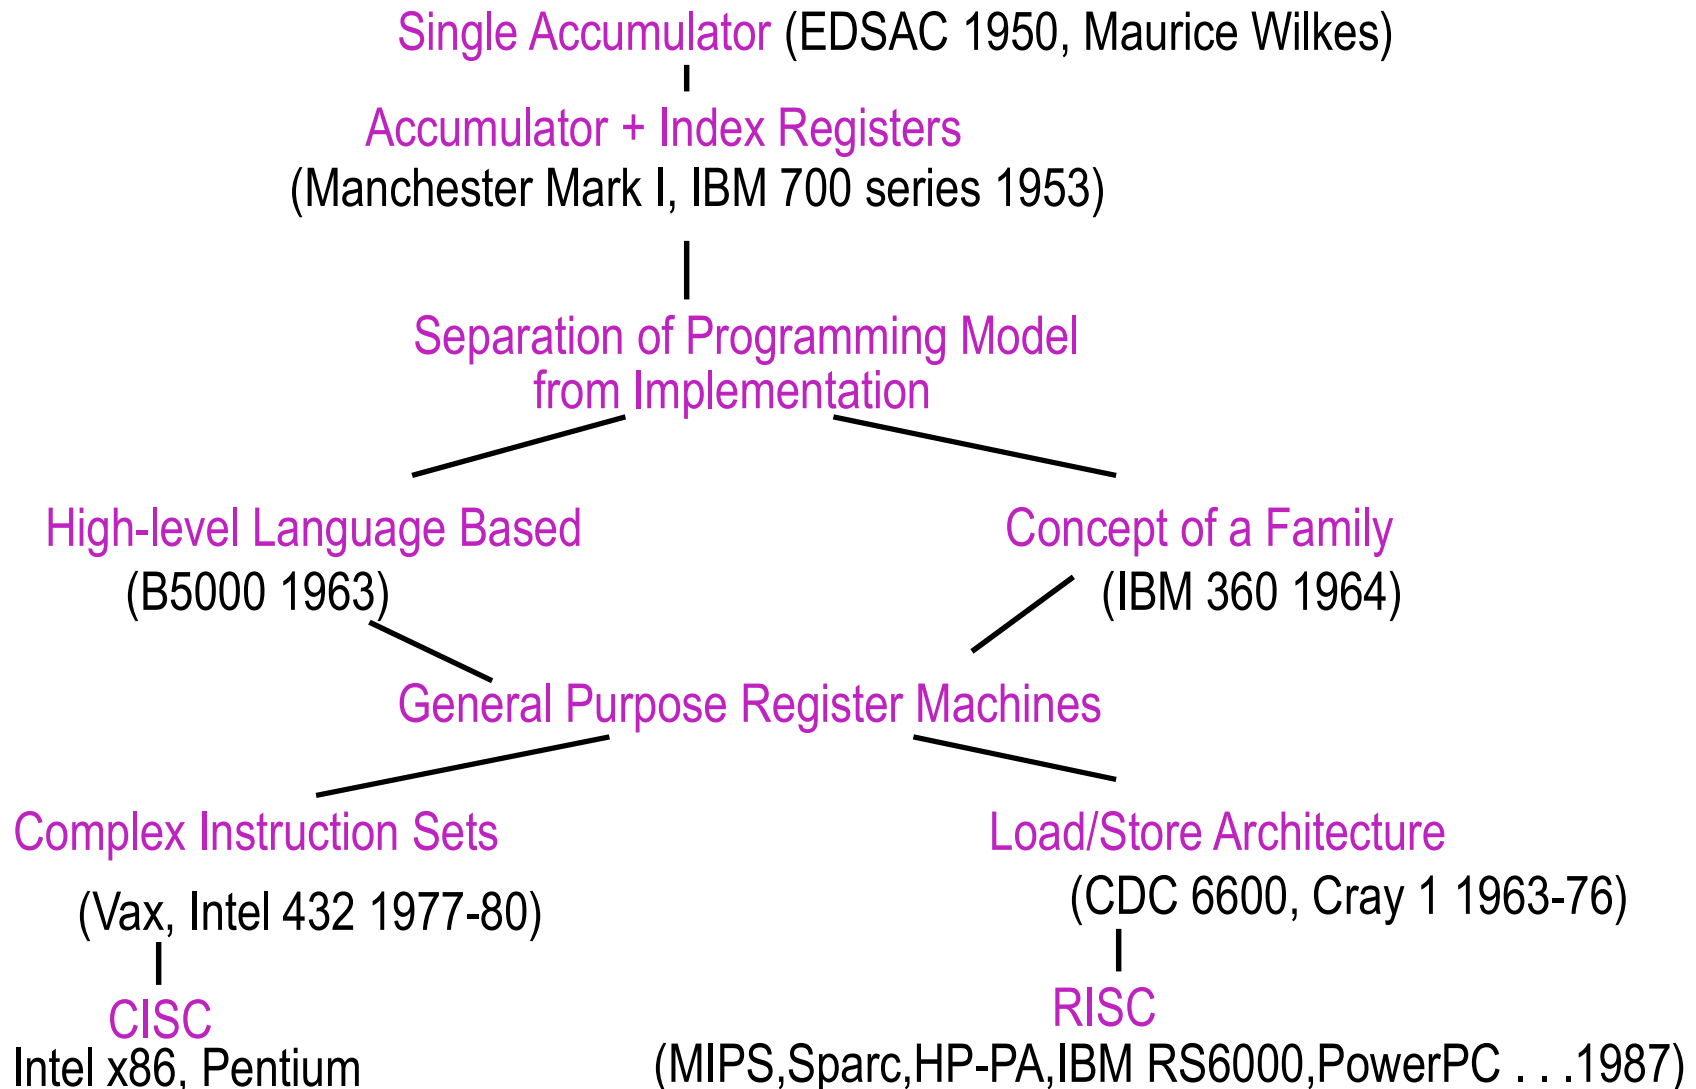 Single Accumulator (EDSAC 1950, Maurice Wilkes)
Accumulator + Index Registers
(Manchester Mark I, IBM 700 series 1953)
Separation of Programming Model
from Implementation
High-level Language Based
(B5000 1963)
Concept of a Family
(IBM 360 1964)
General Purpose Register Machines
Complex Instruction Sets
(Vax, Intel 432 1977-80)
Load/Store Architecture
(CDC 6600, Cray 1 1963-76)
CISC
Intel x86, Pentium
RISC
(MIPS,Sparc,HP-PA,IBM RS6000,PowerPC . . .1987)